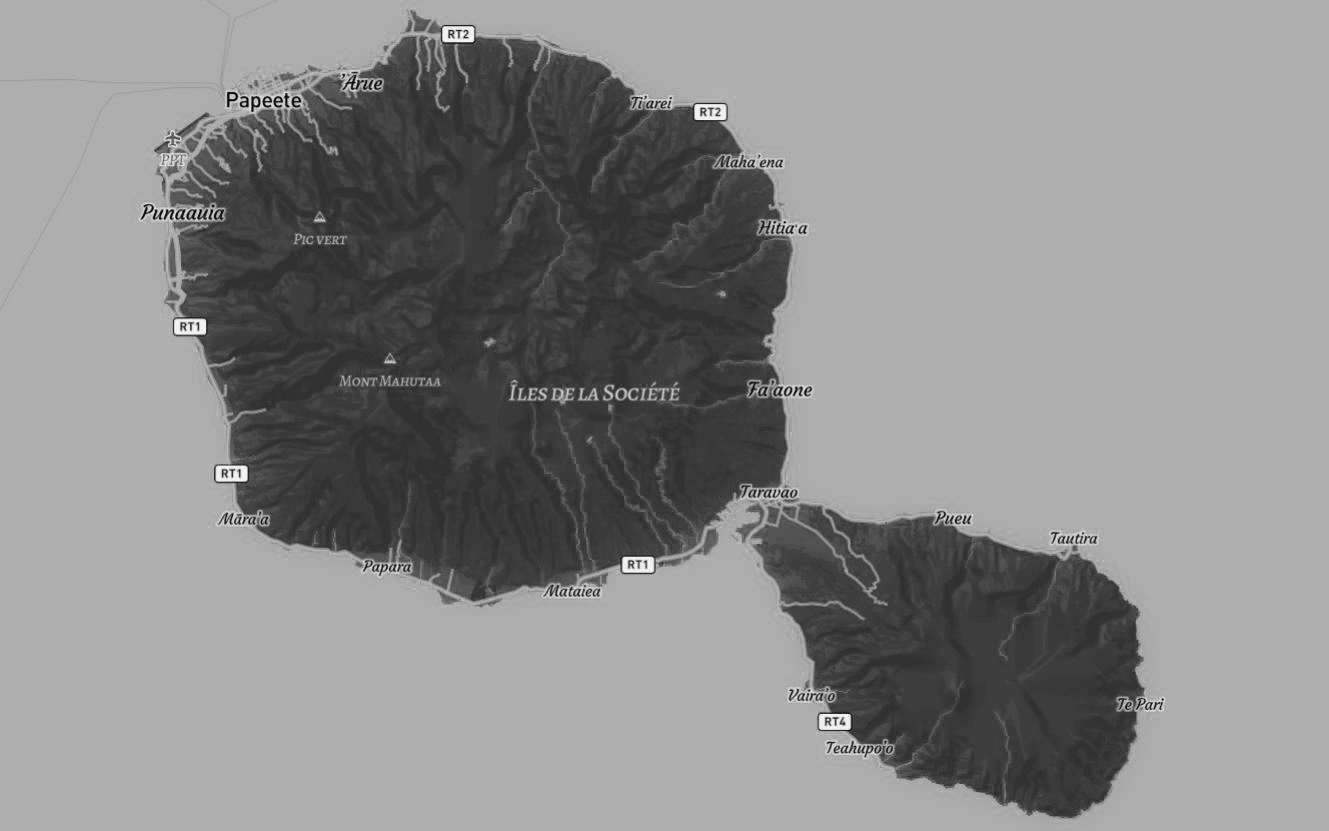 RT2
'Ārue
Papeete
Ti'arei
RT2
PPT
Maha'ena
Punaauia
Hitia'a
PIC VERT
RT1
MONT MAHUTAA
ÎLES DE LA SOCIÉTÉ
Fa'aone
RT1
Taravao
Māra'a
Pueu
Tautira
Papara
RT1
Mataiea
Vaira'o
Te Pari
RT4
Teahupo'o